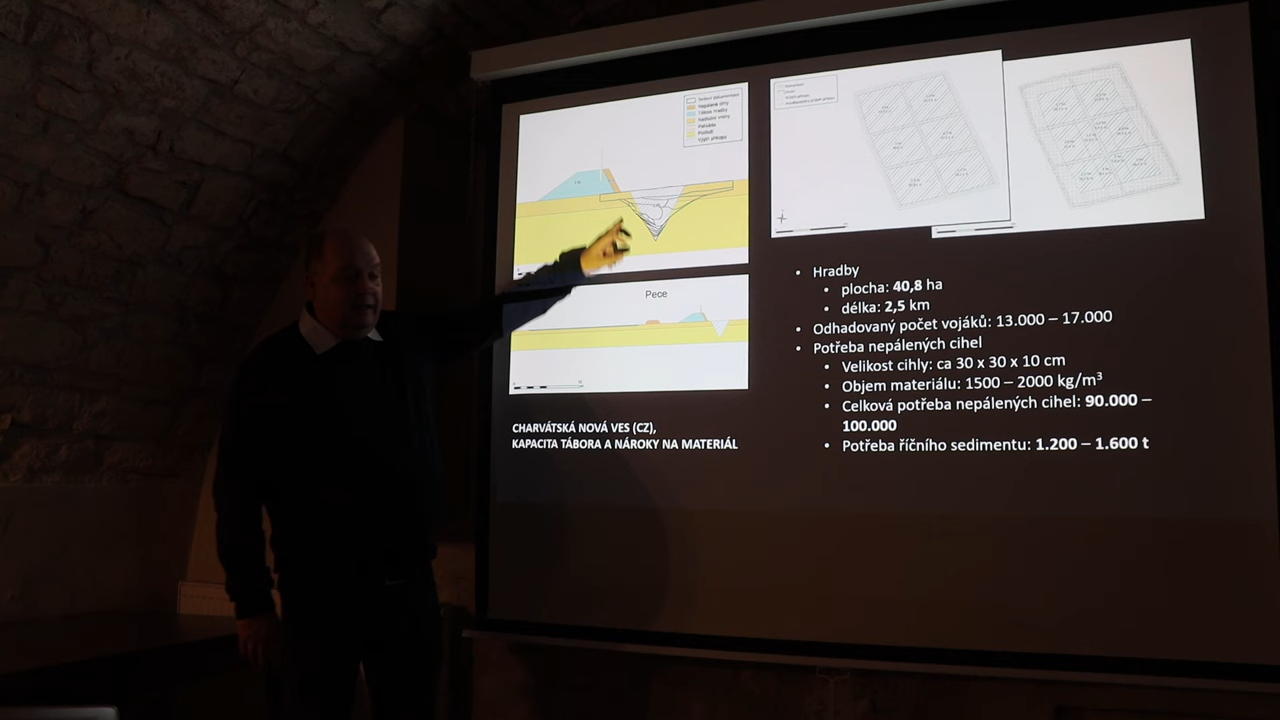 Pece
CHARVÁTSKÁ NOVÁ VES (CZ),
KAPACITA TÁBORA A NÁROKY NA MATERIÁL
• Hradby
• plocha: 40,8 ha
• délka: 2,5 km
• Odhadovaný počet vojáků: 13.000 – 17.000
• Potřeba nepálených cihel
• Velikost cihly: ca 30 x 30 x 10 cm
• Objem materiálu: 1500 – 2000 kg/m³
• Celková potřeba nepálených cihel: 90.000 –
100.000
• Potřeba říčního sedimentu: 1.200 – 1.600 t